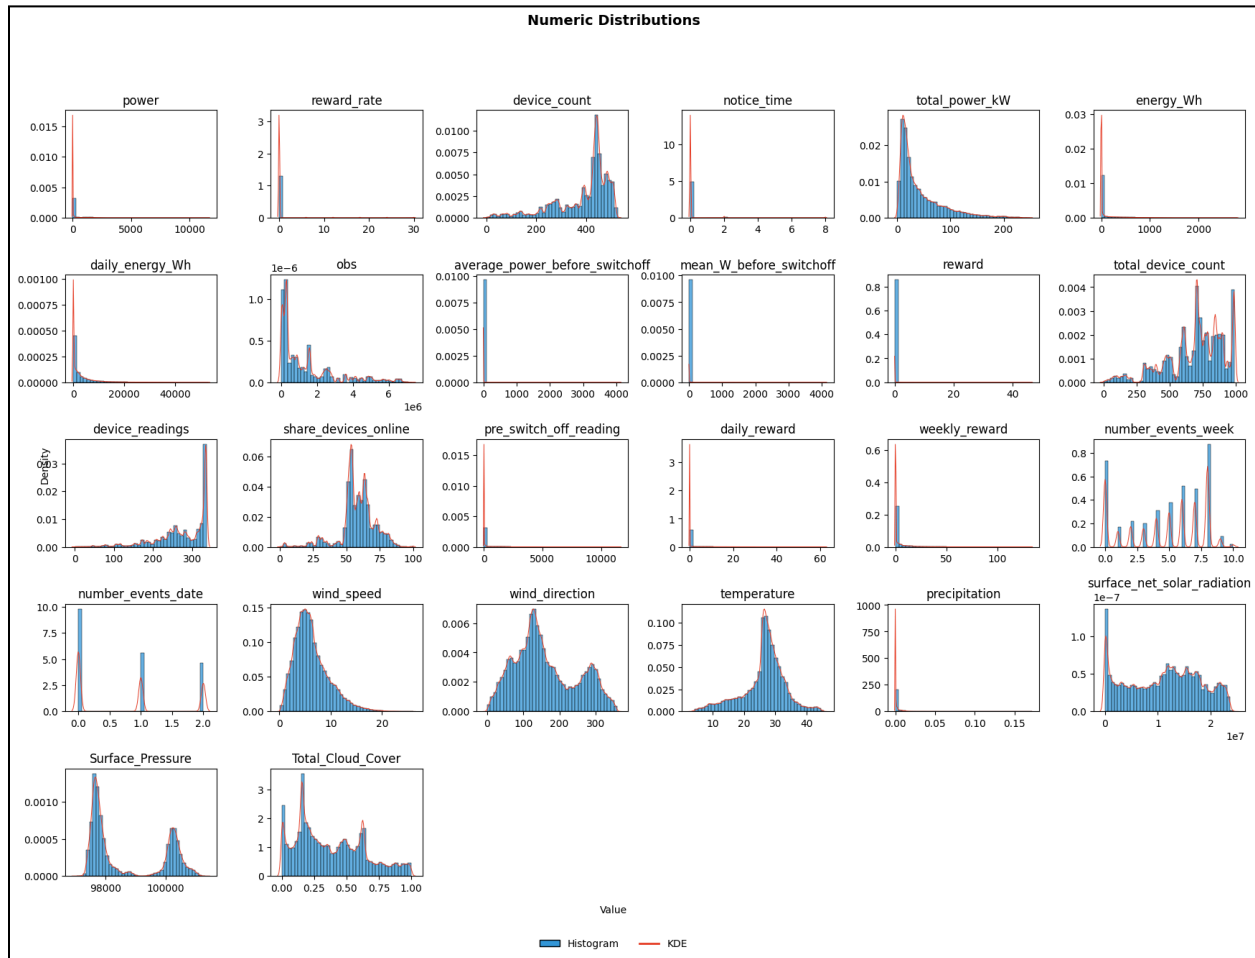 Numeric Distributions
power reward_rate device_count notice_time total_power_kW energy_Wh
0.015 0.010 0.005 0.000
0 5000 10000
3 2 1 0
0 10 20 30
0.0100 0.0075 0.0050 0.0025 0.0000
0 200 400
10 5 0
0 2 4 6 8
0.02 0.01 0.00
0 100 200
0.03 0.02 0.01 0.00
0 1000 2000
daily_energy_Wh obs average_power_before_switchoff mean_W_before_switchoff reward total_device_count
0.00100 0.00075 0.00050 0.00025 0.00000
0 20000 40000
1e-6
1.0 0.5 0.0
0 2 4 6
1e6
0.0100 0.0075 0.0050 0.0025 0.0000
0 1000 2000 3000 4000
0.0100 0.0075 0.0050 0.0025 0.0000
0 1000 2000 3000 4000
0.8 0.6 0.4 0.2 0.0
0 20 40
0.004 0.003 0.002 0.001 0.000
0 250 500 750 1000
device_readings share_devices_online pre_switch_off_reading daily_reward weekly_reward number_events_week
Density
0.03 0.02 0.01 0.00
0 100 200 300
0.06 0.04 0.02 0.00
0 25 50 75 100
0.015 0.010 0.005 0.000
0 5000 10000
3 2 1 0
0 20 40 60
0.6 0.4 0.2 0.0
0 50 100
0.8 0.6 0.4 0.2 0.0
0.0 2.5 5.0 7.5 10.0
number_events_date wind_speed wind_direction temperature precipitation surface_net_solar_radiation
10.0 7.5 5.0 2.5 0.0
0.0 0.5 1.0 1.5 2.0
0.15 0.10 0.05 0.00
0 10 20
0.006 0.004 0.002 0.000
0 100 200 300
0.100 0.075 0.050 0.025 0.000
10 20 30 40
1000 750 500 250 0
0.00 0.05 0.10 0.15
1e-7
1.0 0.5 0.0
0 1 2
1e7
Surface_Pressure Total_Cloud_Cover
0.0010 0.0005 0.0000
98000 100000
3 2 1 0
0.00 0.25 0.50 0.75 1.00
Value
Histogram KDE